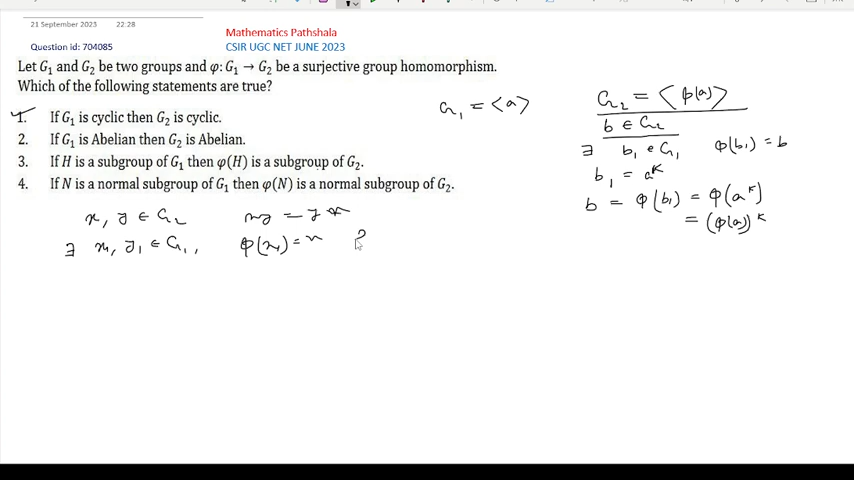 21 September 2023 22:28
Mathematics Pathshala
Question id: 704085
CSIR UGC NET JUNE 2023
Let G₁ and G₂ be two groups and φ: G₁ → G₂ be a surjective group homomorphism.
Which of the following statements are true?
1. If G₁ is cyclic then G₂ is cyclic.
2. If G₁ is Abelian then G₂ is Abelian.
3. If H is a subgroup of G₁ then φ(H) is a subgroup of G₂.
4. If N is a normal subgroup of G₁ then φ(N) is a normal subgroup of G₂.
G₁ = <a>
G₂ = <φ(a)>
b ∈ G₂
∃ b₁ ∈ G₁ φ(b₁) = b
b₁ = aᵏ
b = φ(b₁) = φ(aᵏ)
= (φ(a))ᵏ
x, y ∈ G₂ xy = yx
∃ x₁, y₁ ∈ G₁, φ(x₁) = x